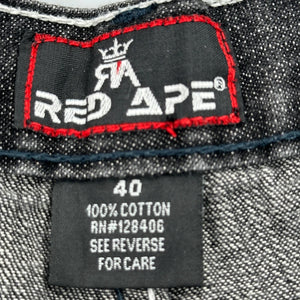 RA
RED APE®
40
100% COTTON
RN#128406
SEE REVERSE
FOR CARE